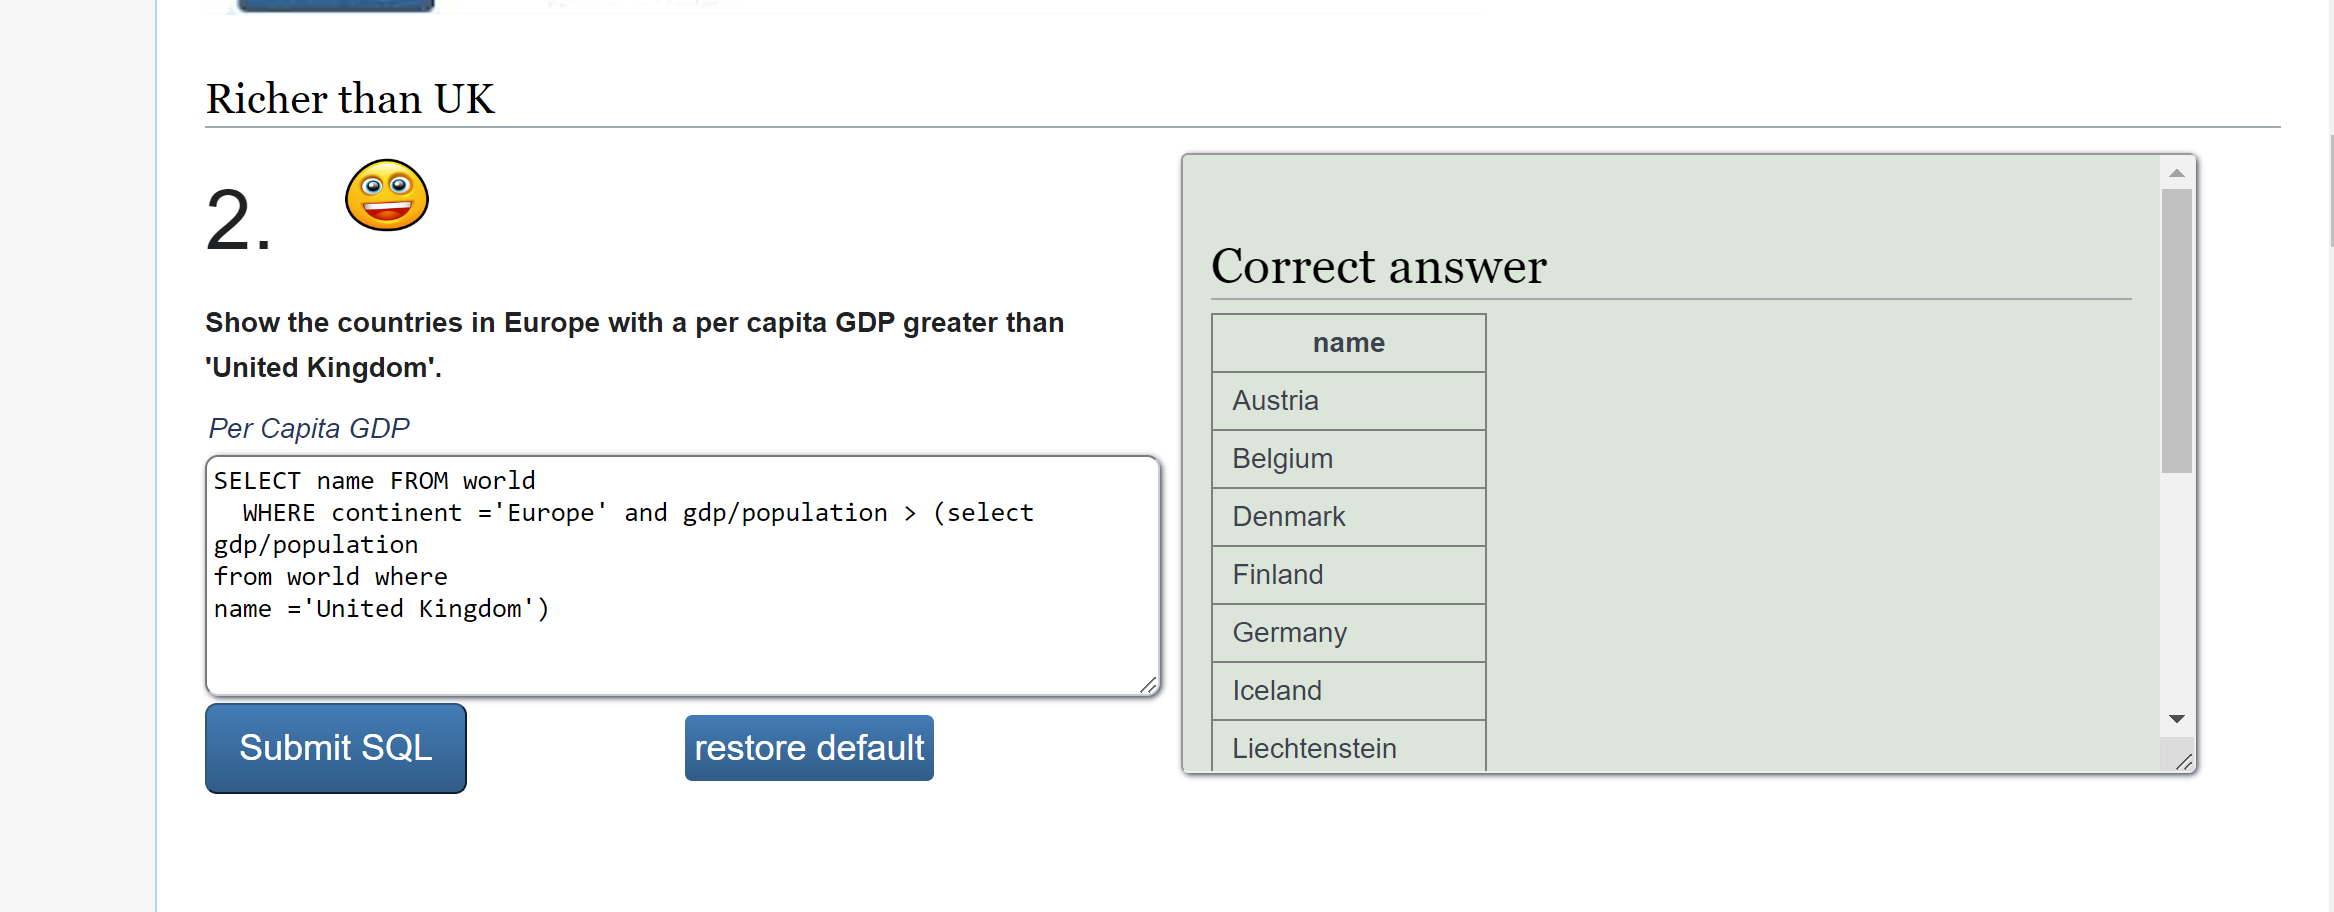 Richer than UK
2.
Show the countries in Europe with a per capita GDP greater than
'United Kingdom'.
Per Capita GDP
SELECT name FROM world
WHERE continent ='Europe' and gdp/population > (select
gdp/population
from world where
name ='United Kingdom')
Submit SQL
restore default
Correct answer
name
Austria
Belgium
Denmark
Finland
Germany
Iceland
Liechtenstein